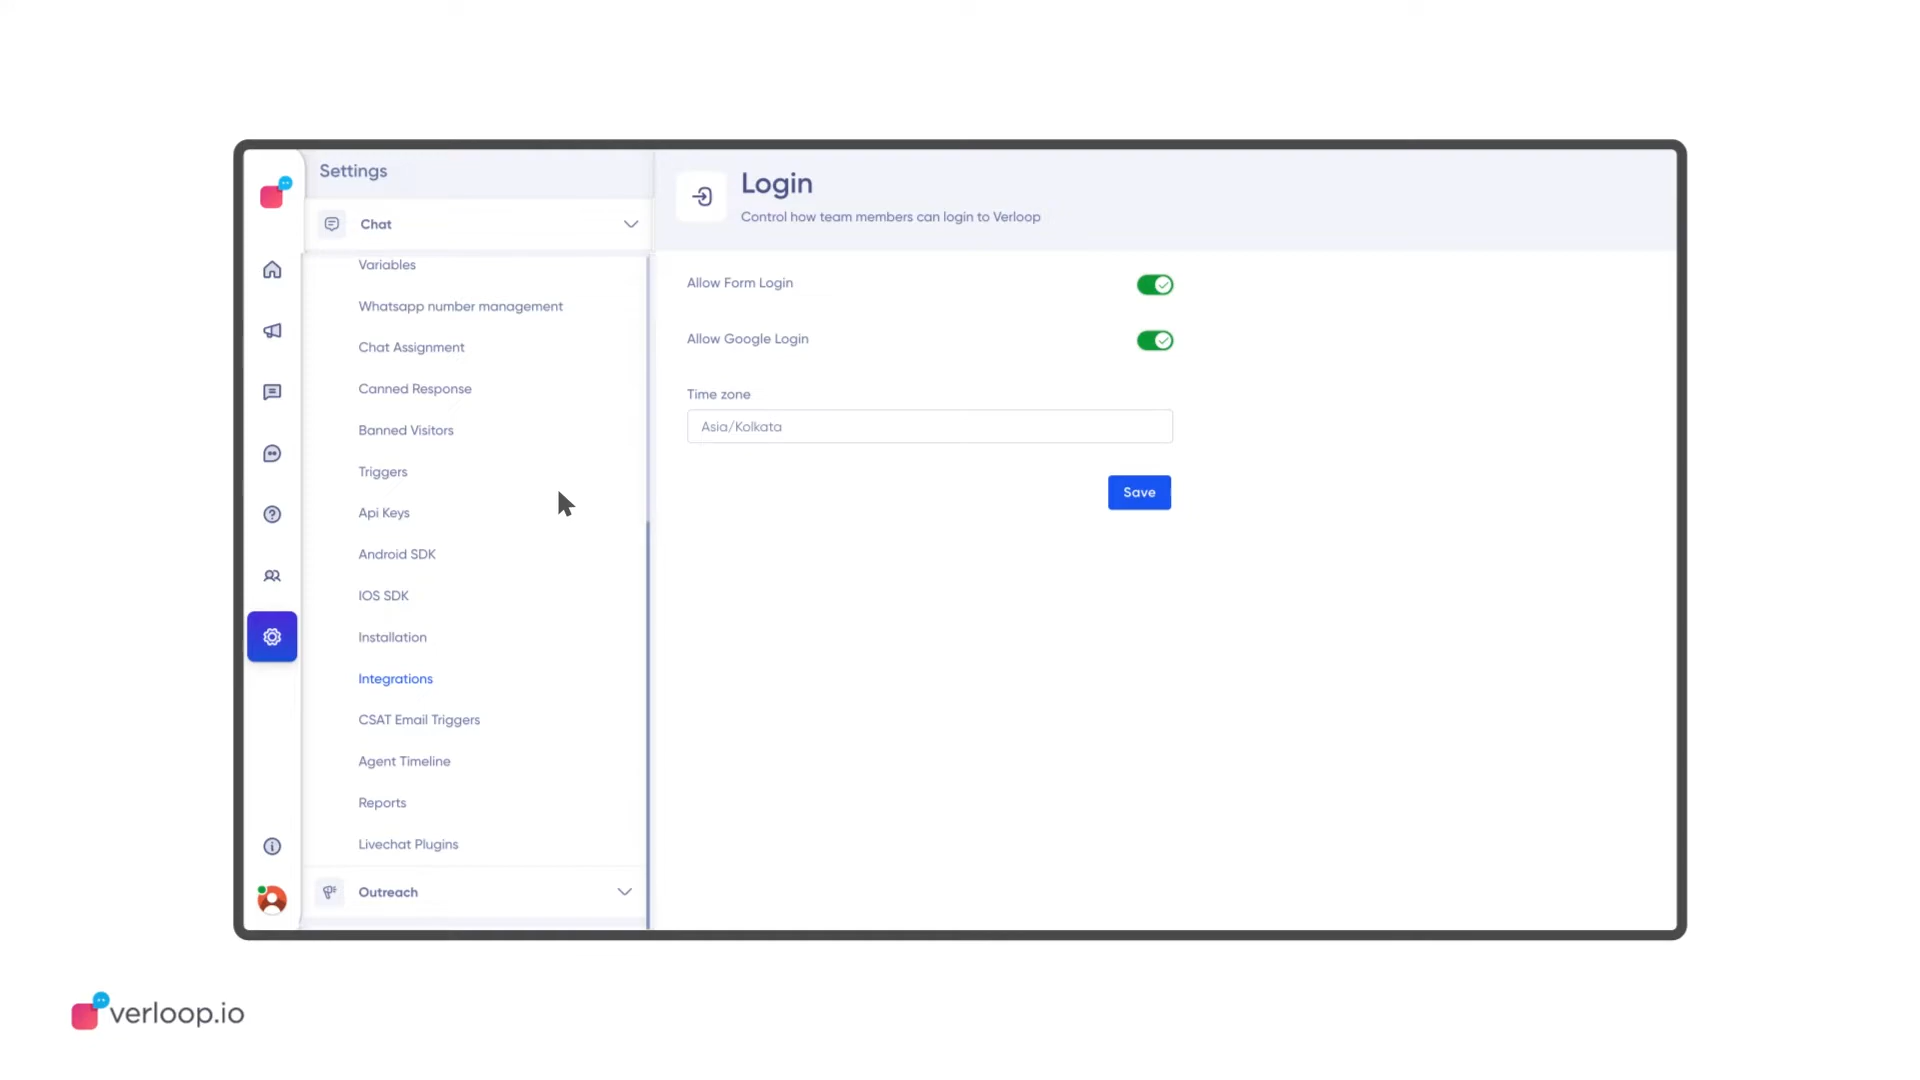 Settings
Chat
Variables
Whatsapp number management
Chat Assignment
Canned Response
Banned Visitors
Triggers
Api Keys
Android SDK
IOS SDK
Installation
Integrations
CSAT Email Triggers
Agent Timeline
Reports
Livechat Plugins
Outreach
Login
Control how team members can login to Verloop
Allow Form Login
Allow Google Login
Time zone
Asia/Kolkata
Save
verloop.io